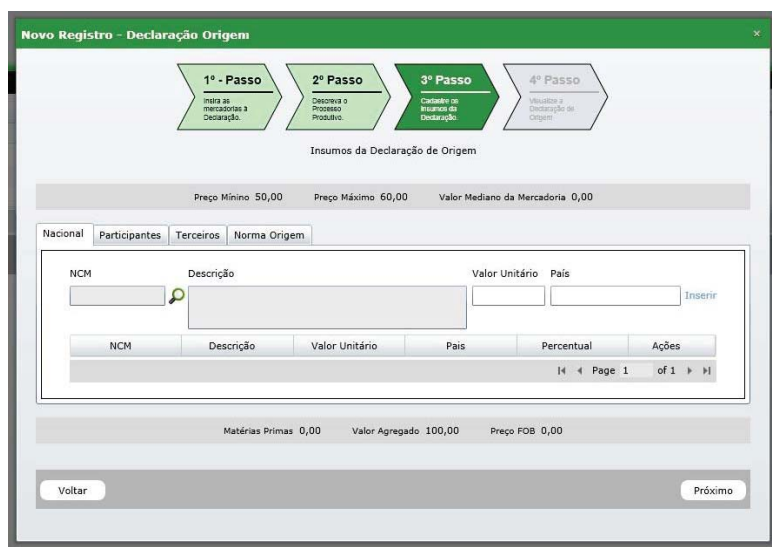 Novo Registro - Declaração Origem ×
1º - Passo 2º Passo 3º Passo 4º Passo
Insira as Descreva o Cadastre os Visualize a
mercadorias à Processo Insumos da Declaração de
Declaração. Produtivo. Declaração. Origem
Insumos da Declaração de Origem
Preço Mínino 50,00 Preço Máximo 60,00 Valor Mediano da Mercadoria 0,00
Nacional Participantes Terceiros Norma Origem
NCM Descrição Valor Unitário País
Inserir
NCM Descrição Valor Unitário Pais Percentual Ações
Page 1 of 1
Matérias Primas 0,00 Valor Agregado 100,00 Preço FOB 0,00
Voltar Próximo